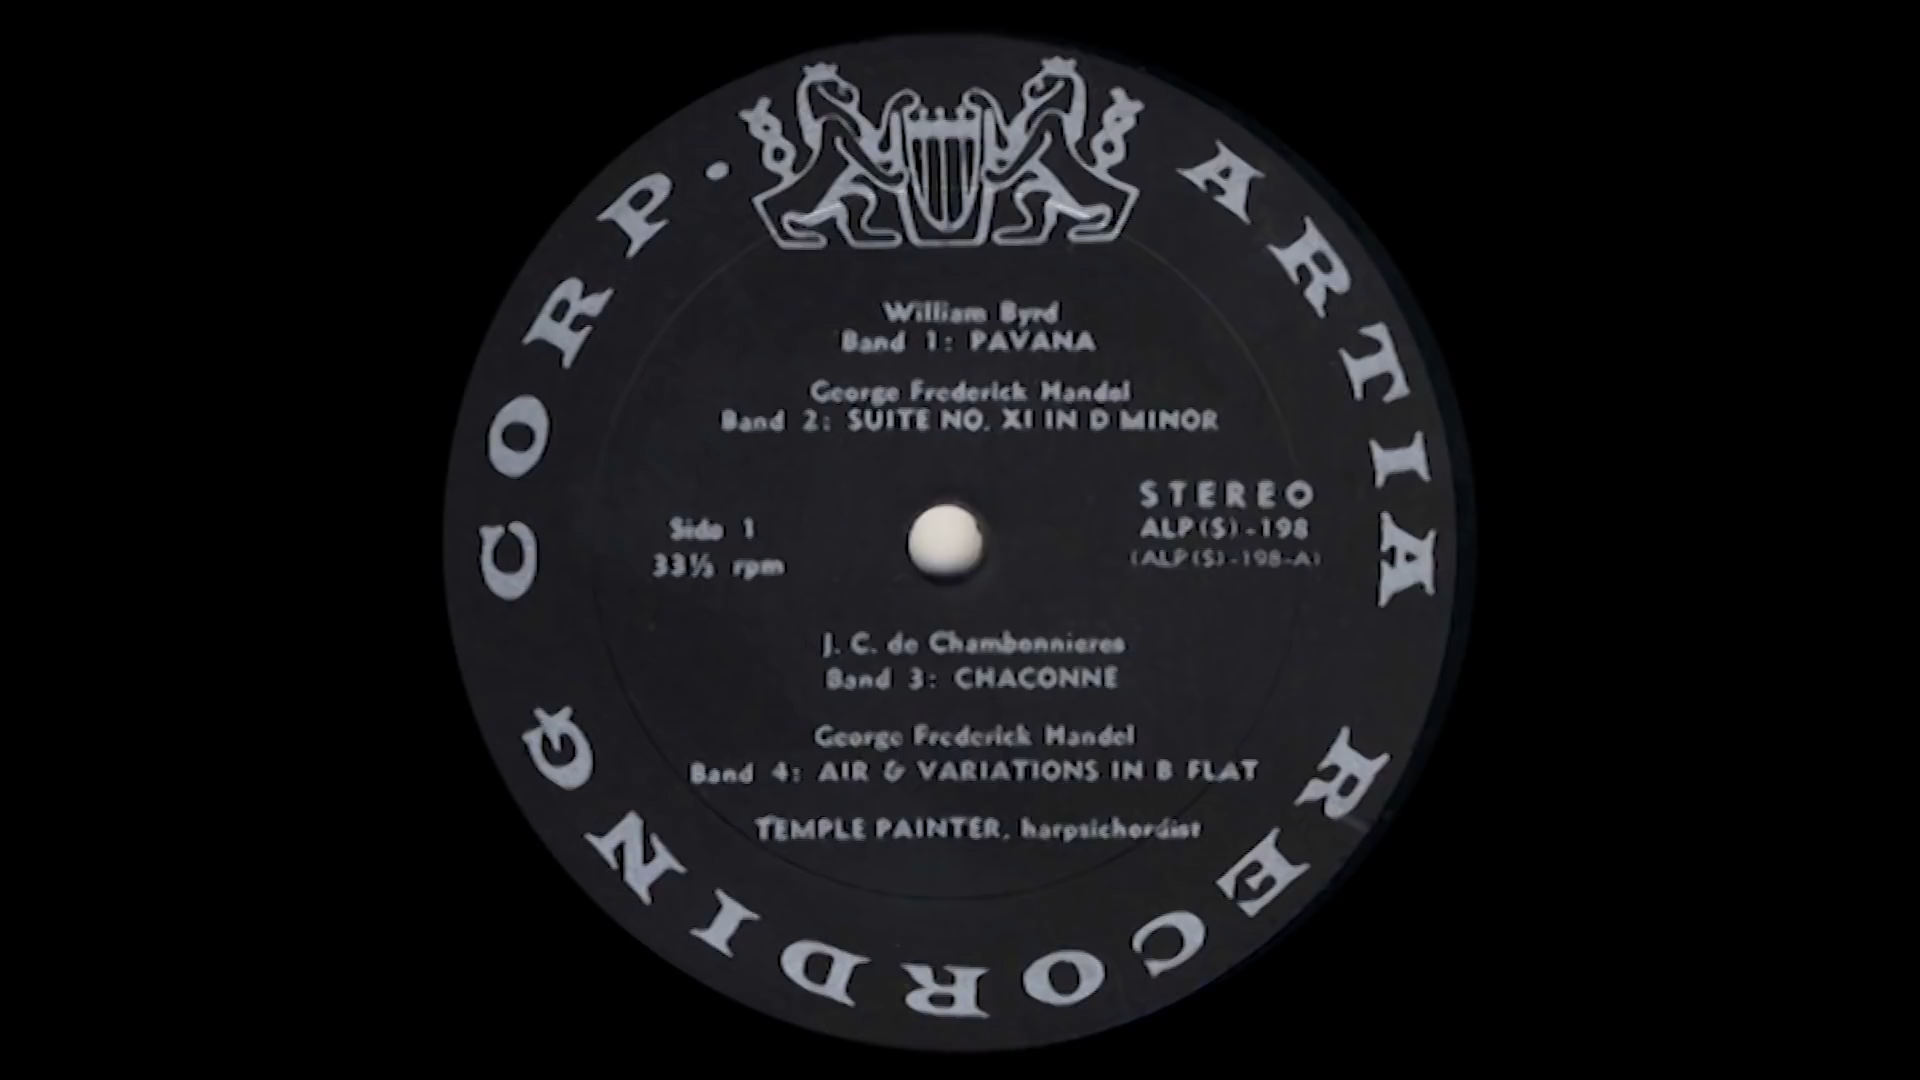 ARTIA RECORDING CORP.
William Byrd
Band 1: PAVANA
George Frederick Handel
Band 2: SUITE NO. XI IN D MINOR
STEREO
Side 1
ALP(S)-198
33⅓ rpm
(ALP(S)-198-A)
J. C. de Chambonnieres
Band 3: CHACONNE
George Frederick Handel
Band 4: AIR & VARIATIONS IN B FLAT
TEMPLE PAINTER, harpsichordist